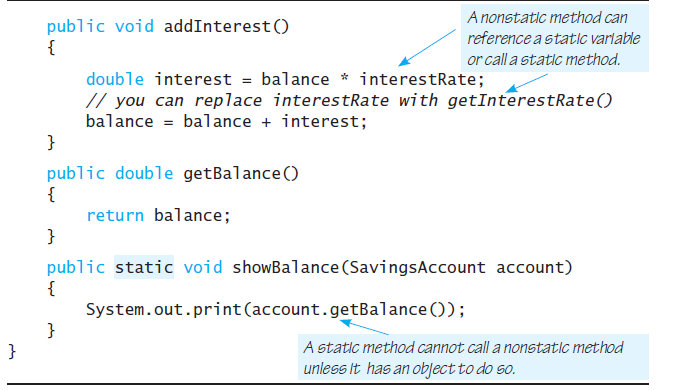 public void addInterest()
{
double interest = balance * interestRate;
// you can replace interestRate with getInterestRate()
balance = balance + interest;
}
public double getBalance()
{
return balance;
}
public static void showBalance(SavingsAccount account)
{
System.out.print(account.getBalance());
}
}
A nonstatic method can
reference a static variable
or call a static method.
A static method cannot call a nonstatic method
unless it has an object to do so.